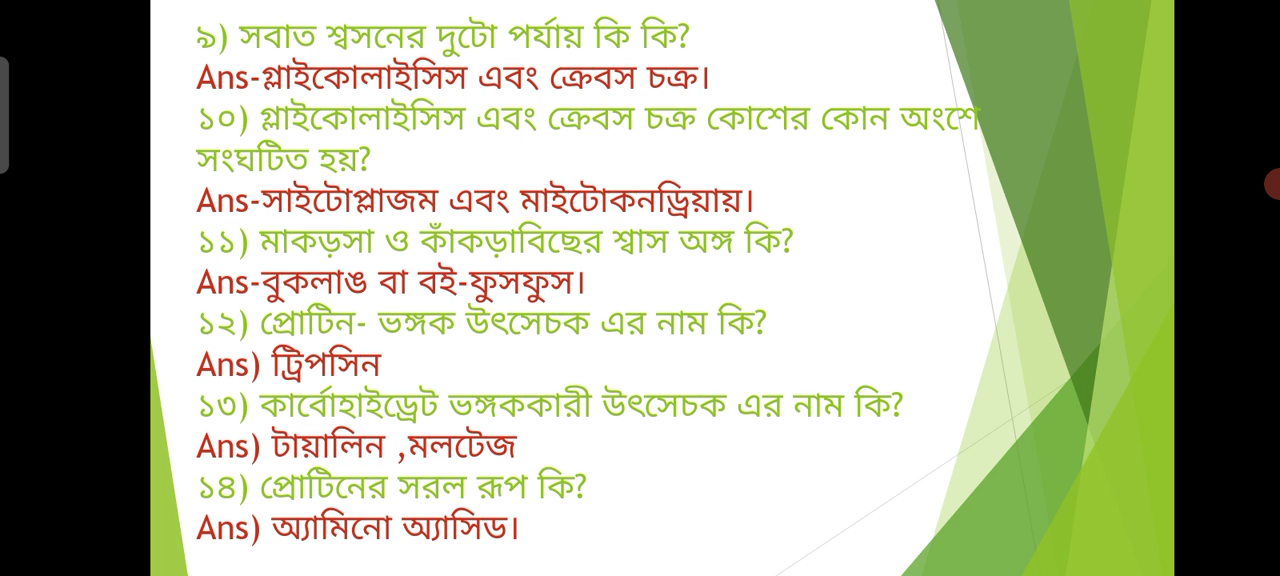 ৯) সবাত শ্বসনের দুটো পর্যায় কি কি?
Ans-গ্লাইকোলাইসিস এবং ক্রেবস চক্র।
১০) গ্লাইকোলাইসিস এবং ক্রেবস চক্র কোশের কোন অংশে
সংঘটিত হয়?
Ans-সাইটোপ্লাজম এবং মাইটোকনড্রিয়ায়।
১১) মাকড়সা ও কাঁকড়াবিছের শ্বাস অঙ্গ কি?
Ans-বুকলাঙ বা বই-ফুসফুস।
১২) প্রোটিন- ভঙ্গক উৎসেচক এর নাম কি?
Ans) ট্রিপসিন
১৩) কার্বোহাইড্রেট ভঙ্গককারী উৎসেচক এর নাম কি?
Ans) টায়ালিন ,মলটেজ
১৪) প্রোটিনের সরল রূপ কি?
Ans) অ্যামিনো অ্যাসিড।